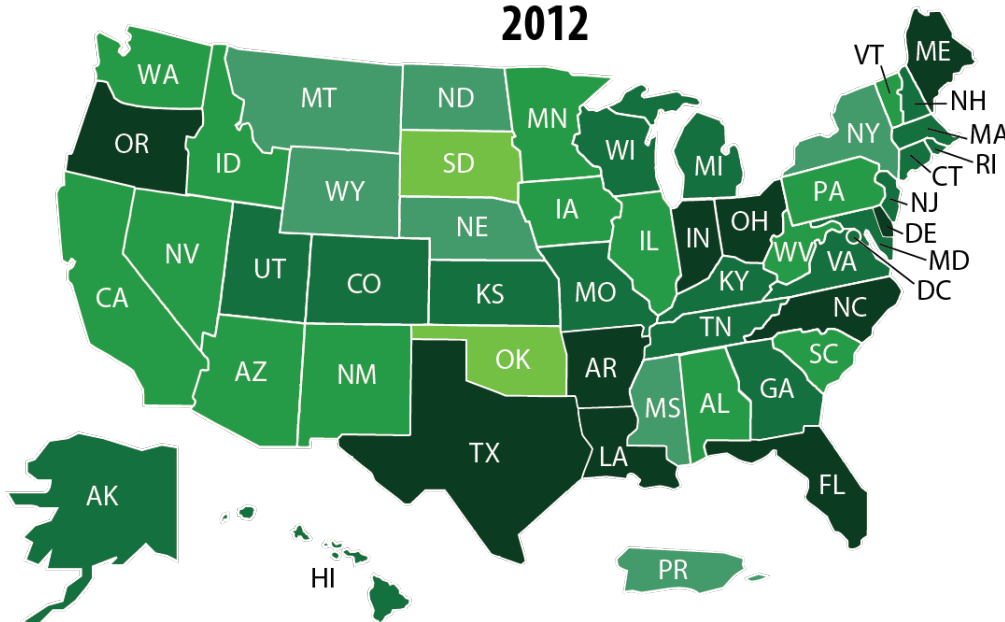 2012
WA
OR
ID
MT
ND
SD
WY
NE
MN
WI
MI
IA
IL
IN
OH
NV
UT
CO
KS
MO
KY
CA
AZ
NM
OK
AR
TN
TX
LA
MS
AL
GA
FL
SC
NC
VA
WV
PA
NY
VT
ME
NH
MA
RI
CT
NJ
DE
MD
DC
AK
HI
PR